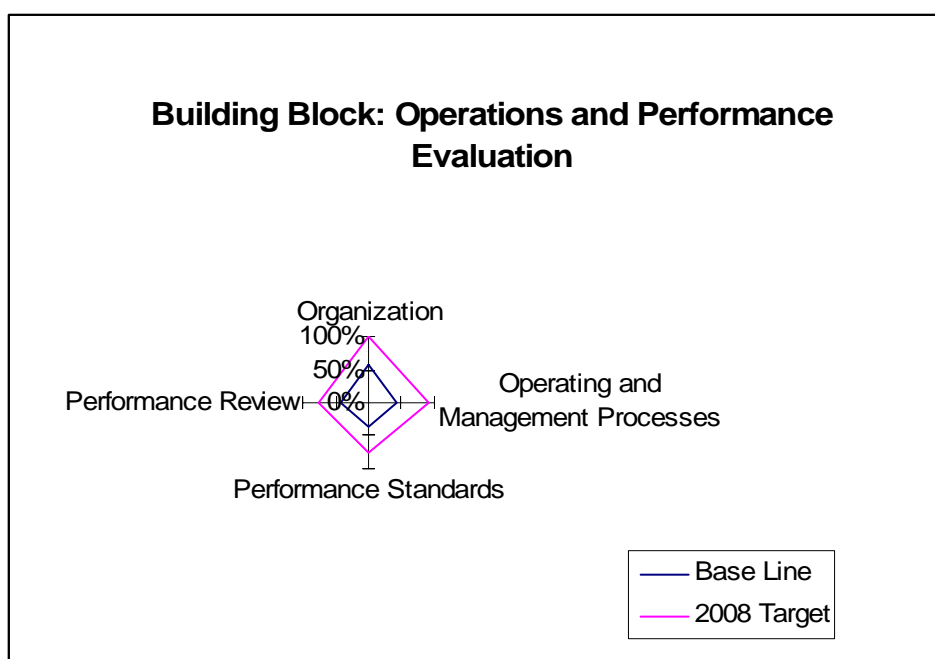 Building Block: Operations and Performance
Evaluation
Organization
100%
50%
0%
Operating and
Management Processes
Performance Review
Performance Standards
Base Line
2008 Target